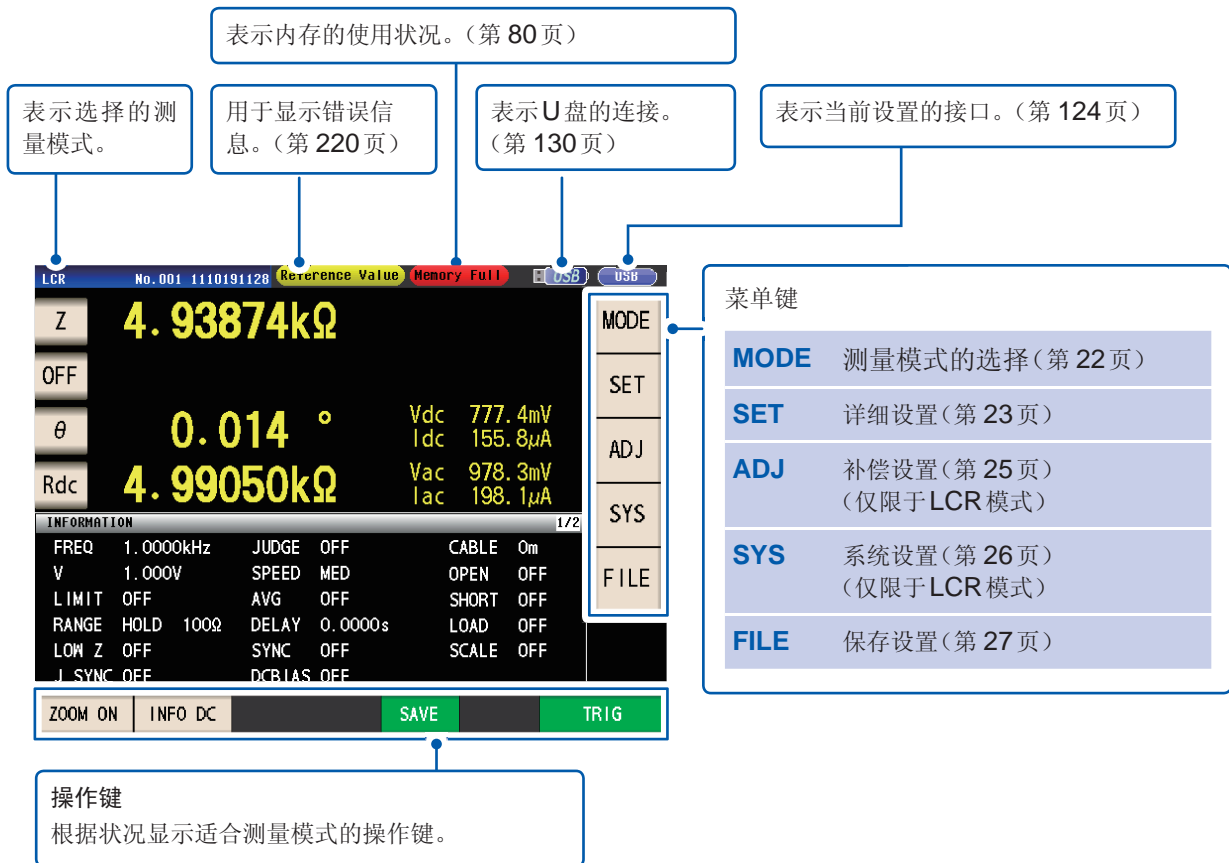 表示内存的使用状况。（第 80 页）
表示选择的测
量模式。
用于显示错误信
息。（第 220 页）
表示 U 盘的连接。
（第 130 页）
表示当前设置的接口。（第 124 页）
LCR No.001 1110191128 Reference Value Memory Full USB USB
Z 4.93874kΩ
OFF
θ 0.014 ° Vdc 777.4mV
Idc 155.8μA
Rdc 4.99050kΩ Vac 978.3mV
Iac 198.1μA
INFORMATION 1/2
FREQ 1.0000kHz JUDGE OFF CABLE 0m
V 1.000V SPEED MED OPEN OFF
LIMIT OFF AVG OFF SHORT OFF
RANGE HOLD 100Ω DELAY 0.0000s LOAD OFF
LOW Z OFF SYNC OFF SCALE OFF
J SYNC OFF DCBIAS OFF
MODE
SET
ADJ
SYS
FILE
ZOOM ON INFO DC SAVE TRIG
菜单键
MODE 测量模式的选择（第 22 页）
SET 详细设置（第 23 页）
ADJ 补偿设置（第 25 页）
（仅限于 LCR 模式）
SYS 系统设置（第 26 页）
（仅限于 LCR 模式）
FILE 保存设置（第 27 页）
操作键
根据状况显示适合测量模式的操作键。